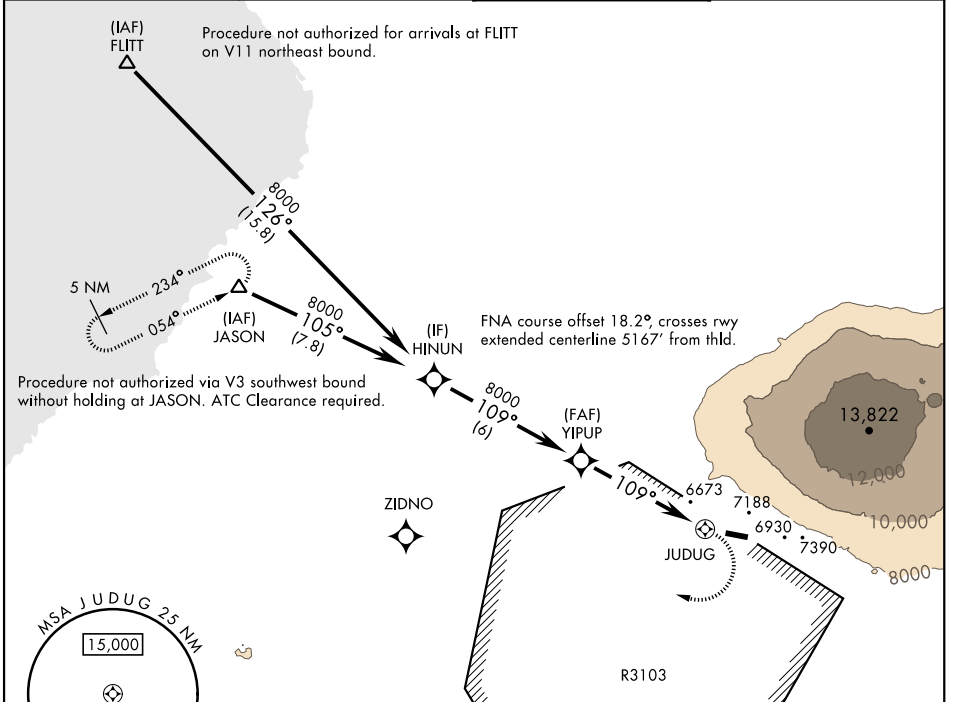 (IAF)
FLITT
Procedure not authorized for arrivals at FLITT
on V11 northeast bound.
8000
126°
(15.8)
5 NM
234°
054°
(IAF)
JASON
8000
105°
(7.8)
(IF)
HINUN
FNA course offset 18.2°, crosses rwy
extended centerline 5167' from thld.
Procedure not authorized via V3 southwest bound
without holding at JASON. ATC Clearance required.
8000
109°
(6)
(FAF)
YIPUP
13,822
12,000
10,000
8000
109°
6673
7188
6930
7390
JUDUG
ZIDNO
MSA JUDUG 25 NM
15,000
R3103